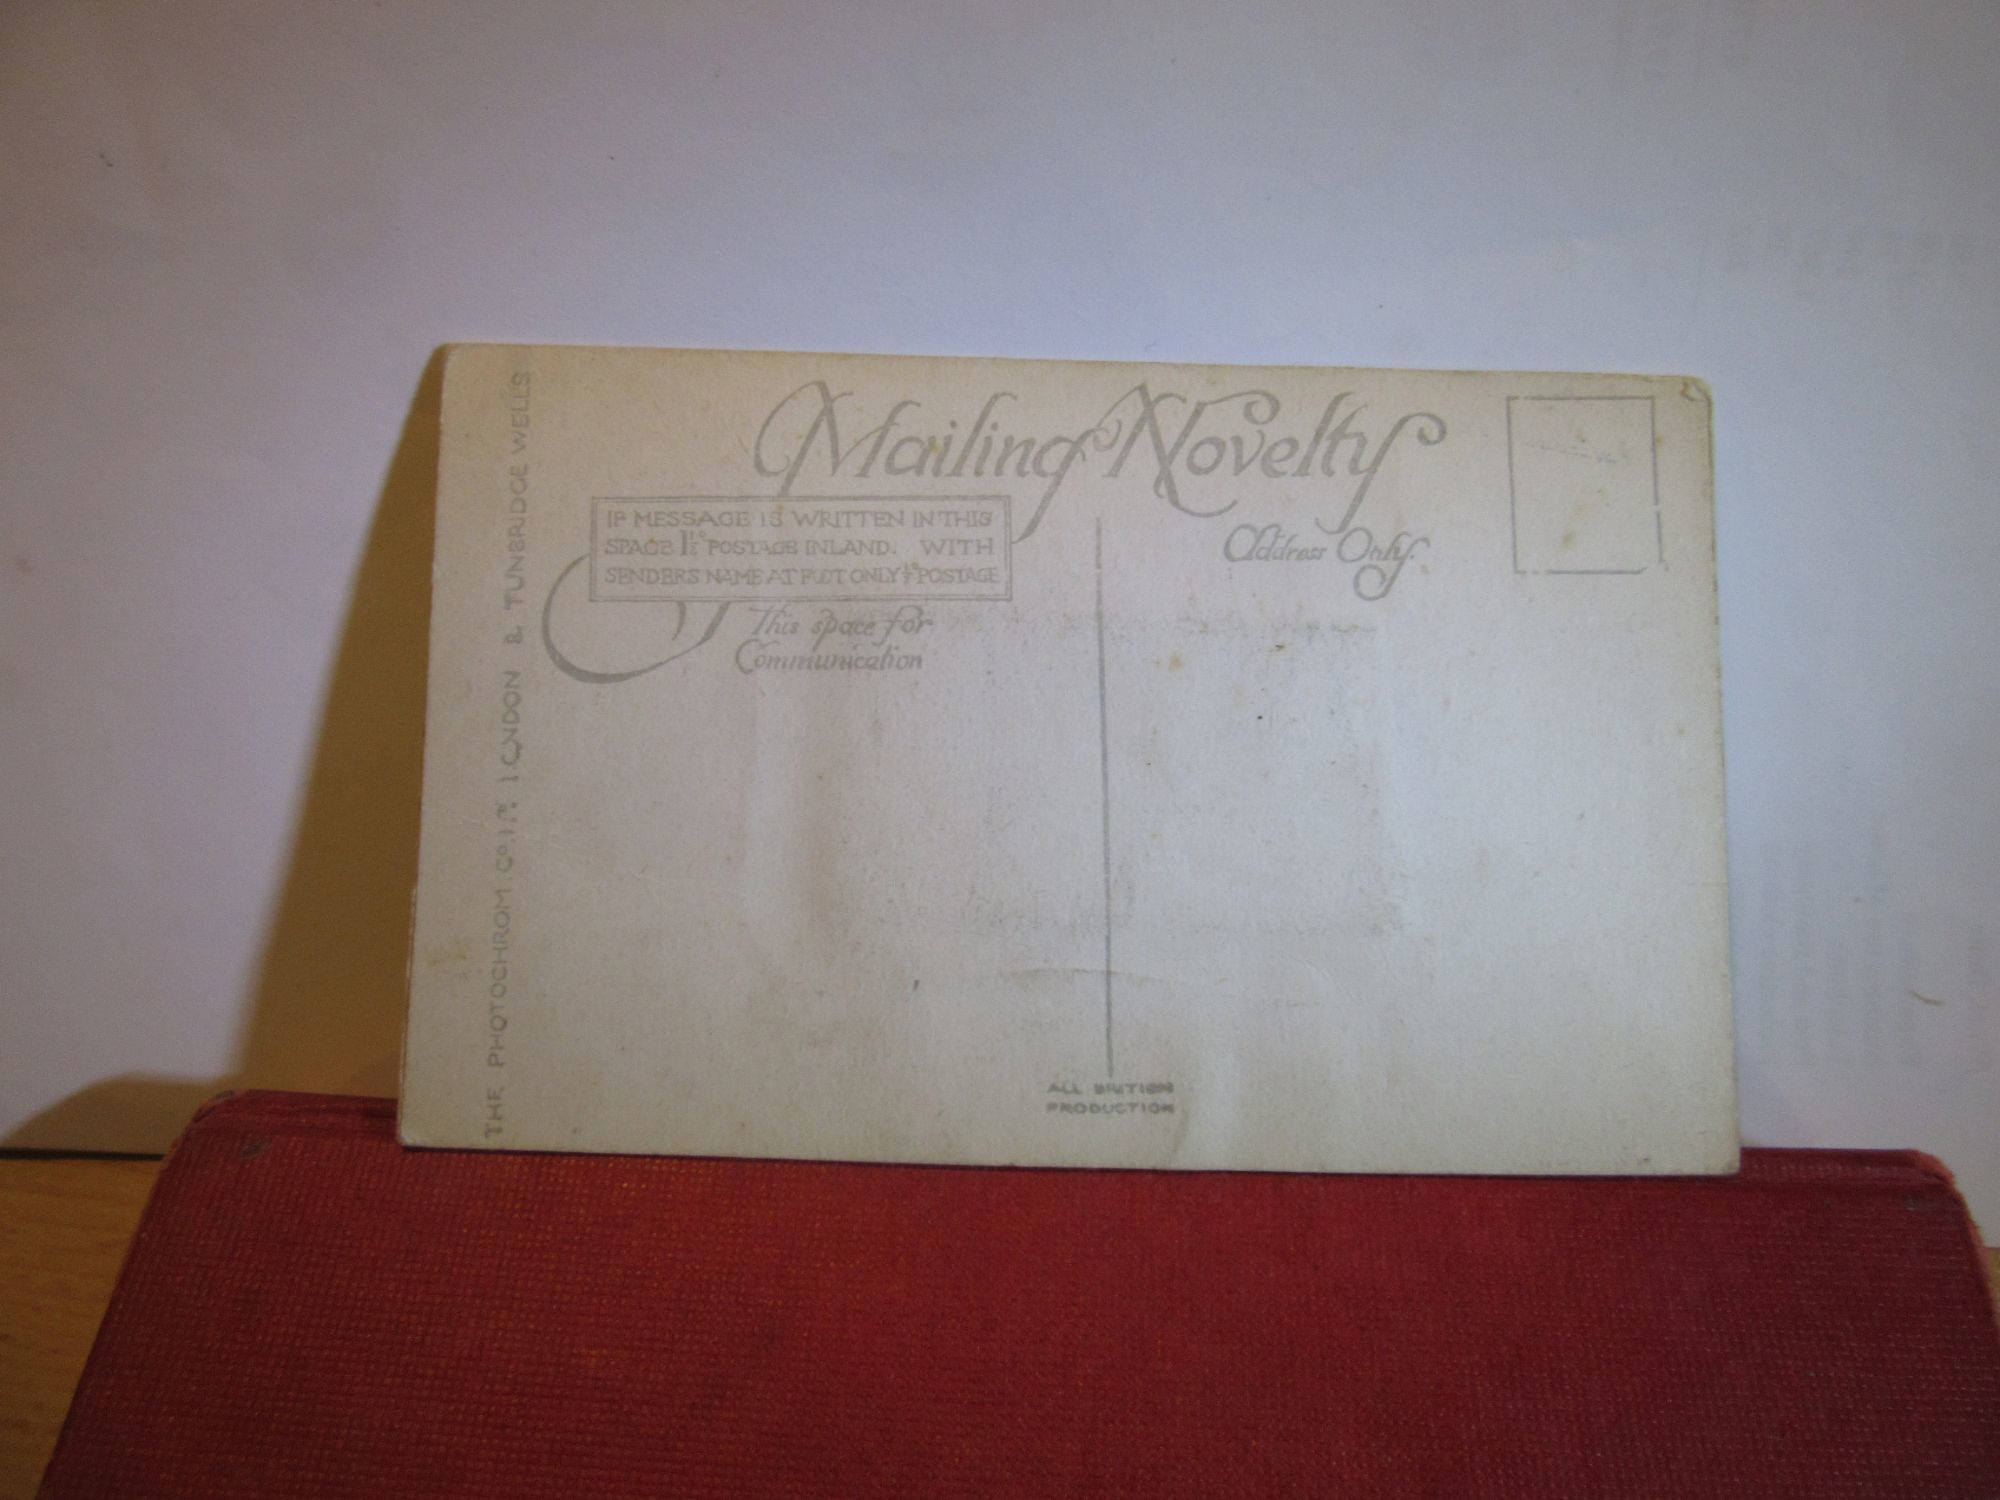 Mailing Novelty
IF MESSAGE IS WRITTEN IN THIS
SPACE 1½D POSTAGE INLAND. WITH
SENDERS NAME AT FOOT ONLY ½D POSTAGE
Address Only.
This space for
Communication
THE PHOTOCHROM CO. LTD. LONDON & TUNBRIDGE WELLS
ALL BRITISH
PRODUCTION